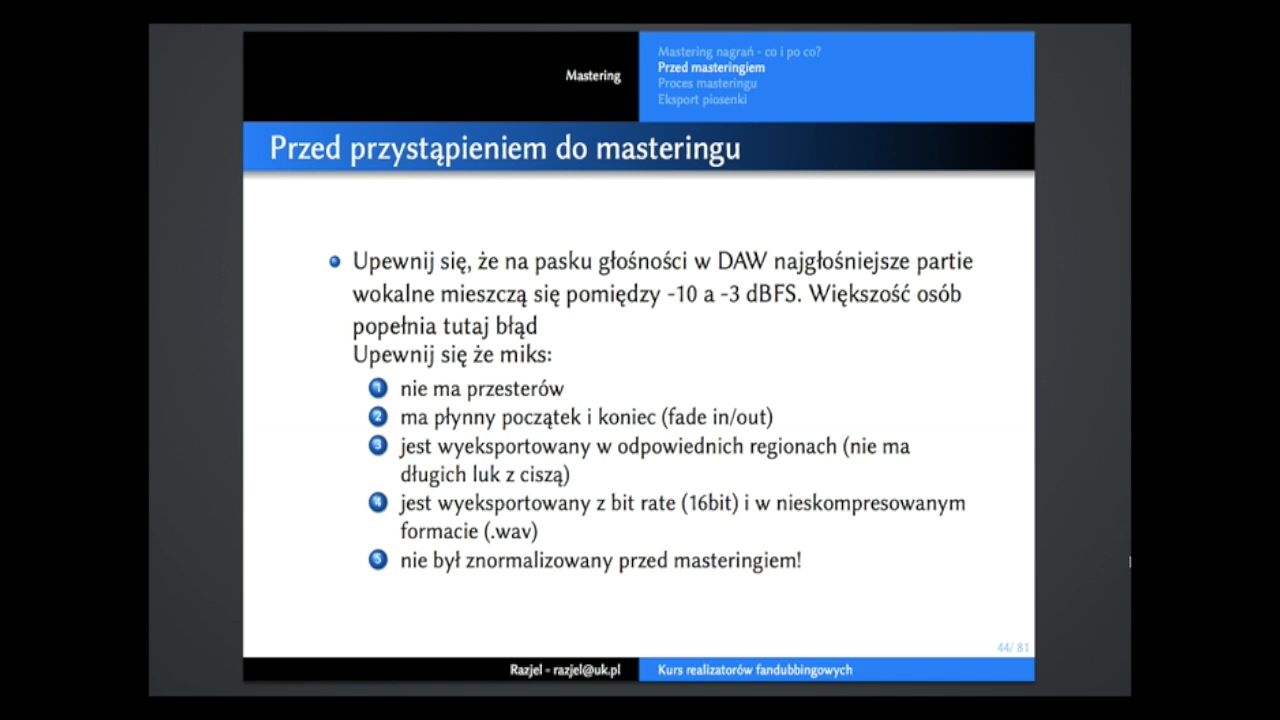 Mastering
Mastering nagrań - co i po co?
Przed masteringiem
Proces masteringu
Eksport piosenki
Przed przystąpieniem do masteringu
Upewnij się, że na pasku głośności w DAW najgłośniejsze partie
wokalne mieszczą się pomiędzy -10 a -3 dBFS. Większość osób
popełnia tutaj błąd
Upewnij się że miks:
1 nie ma przesterów
2 ma płynny początek i koniec (fade in/out)
3 jest wyeksportowany w odpowiednich regionach (nie ma
długich luk z ciszą)
4 jest wyeksportowany z bit rate (16bit) i w nieskompresowanym
formacie (.wav)
5 nie był znormalizowany przed masteringiem!
44/ 81
Razjel - razjel@uk.pl
Kurs realizatorów fandubbingowych